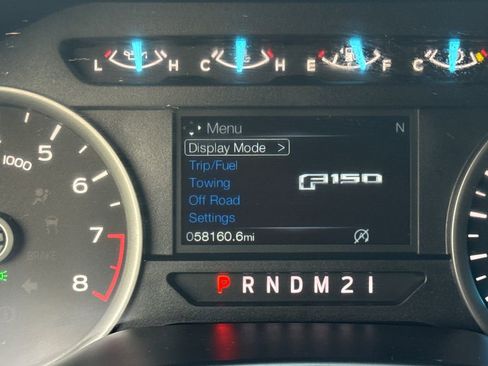 L H C H E F C
Menu N
Display Mode >
Trip/Fuel
Towing F150
Off Road
Settings
058160.6mi
1000
5
6
7
8
BRAKE
P R N D M 2 1